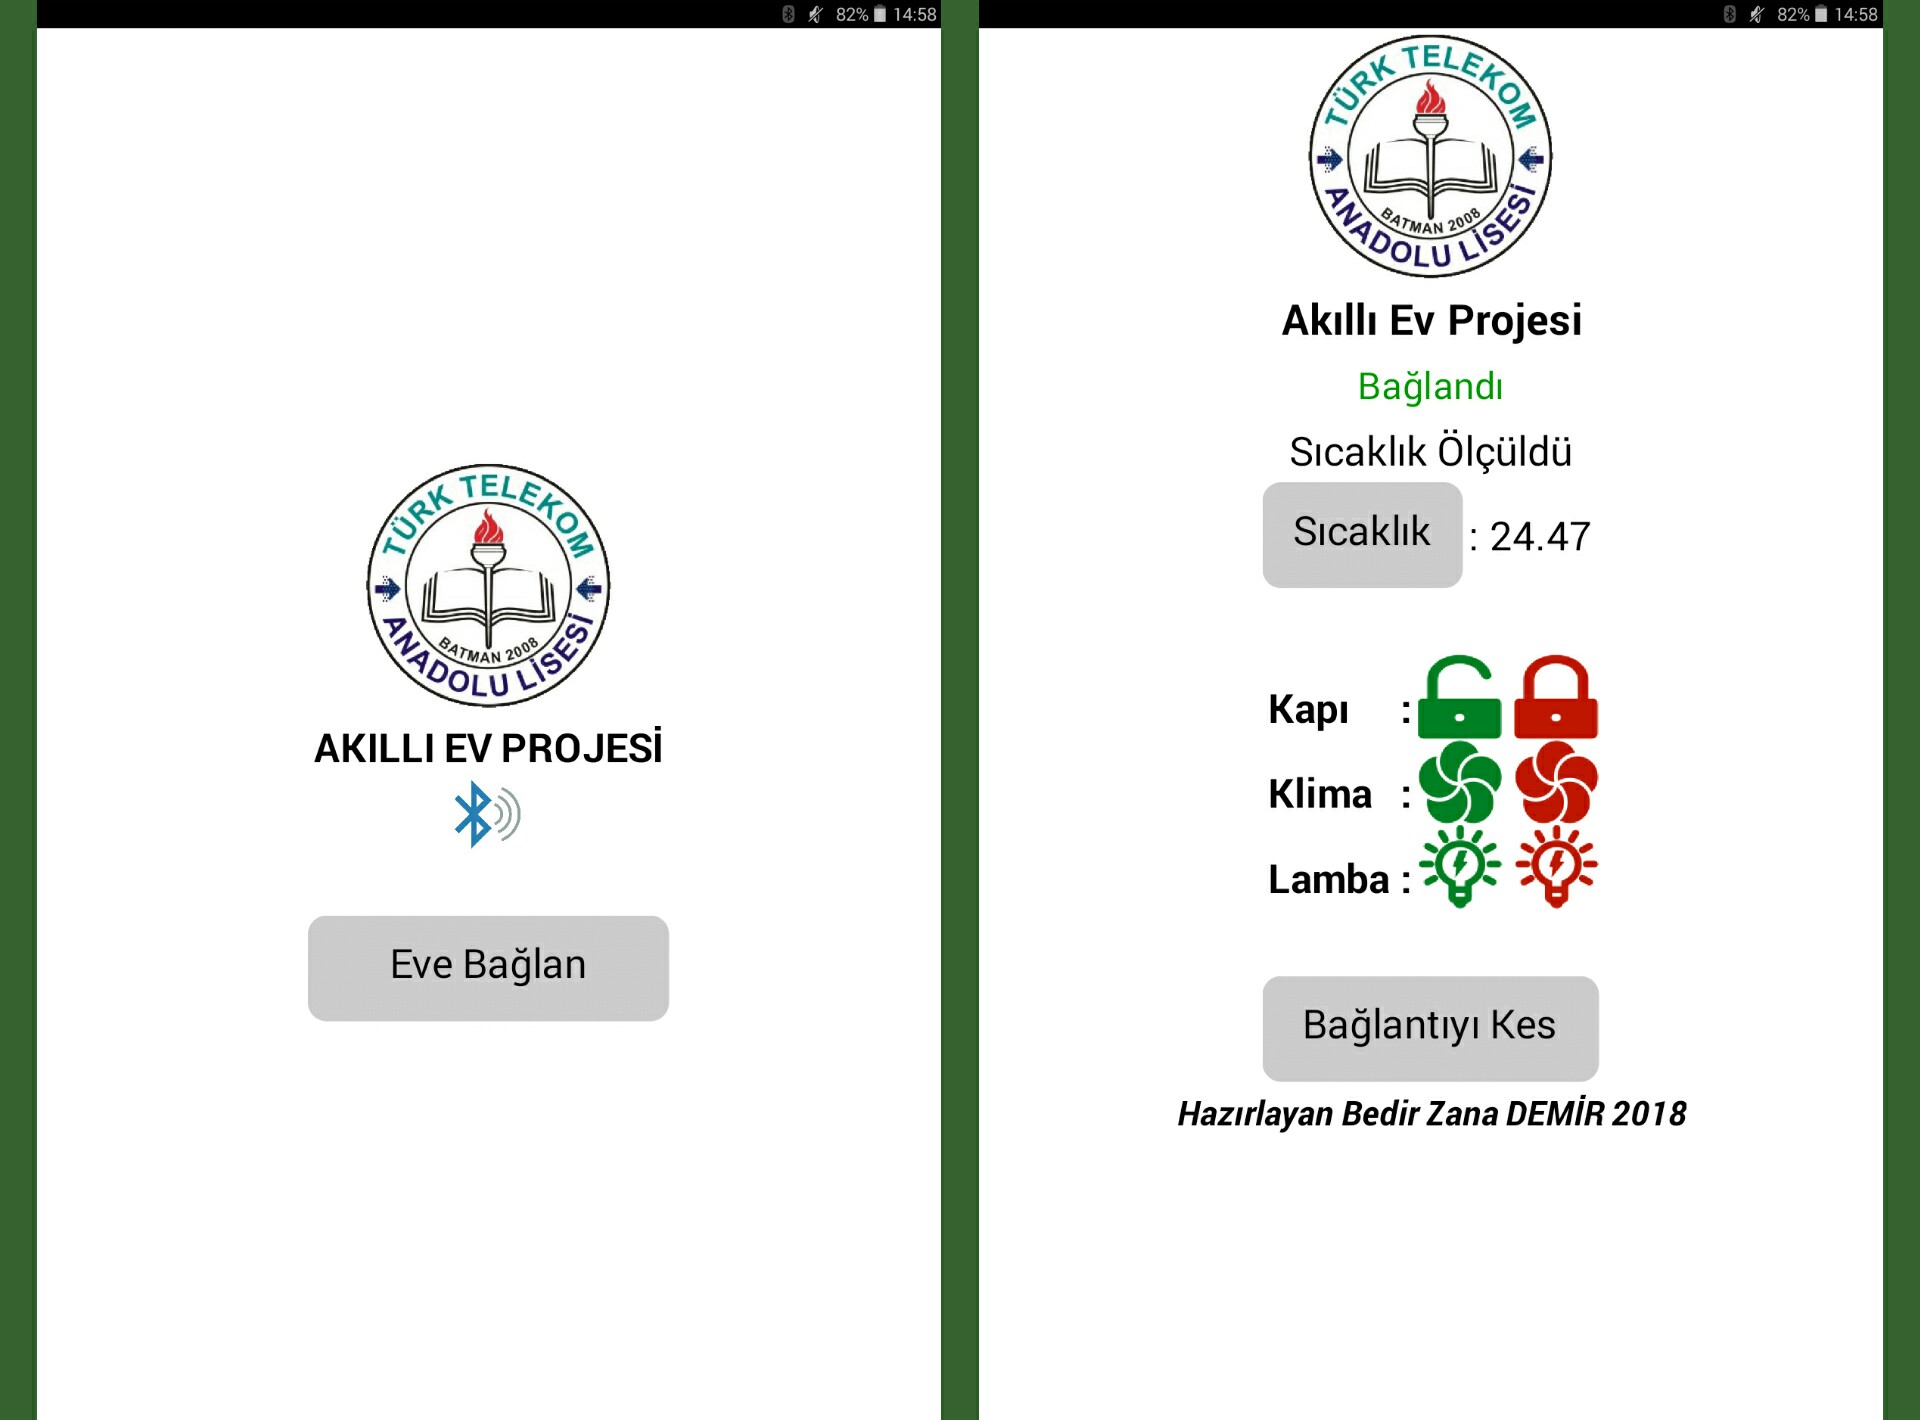 82% 14:58
TÜRK TELEKOM
BATMAN 2008
ANADOLU LİSESİ
AKILLI EV PROJESİ
Eve Bağlan
82% 14:58
TÜRK TELEKOM
BATMAN 2008
ANADOLU LİSESİ
Akıllı Ev Projesi
Bağlandı
Sıcaklık Ölçüldü
Sıcaklık : 24.47
Kapı :
Klima :
Lamba :
Bağlantıyı Kes
Hazırlayan Bedir Zana DEMİR 2018